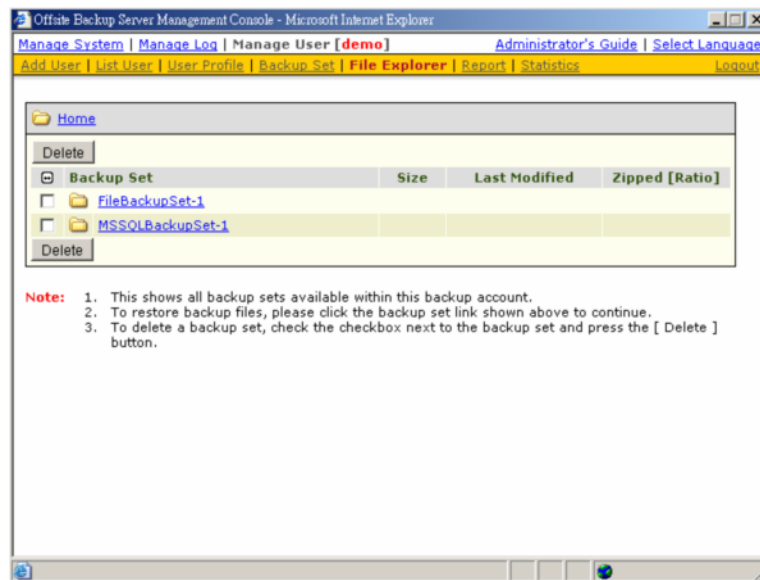 Offsite Backup Server Management Console - Microsoft Internet Explorer
Manage System | Manage Log | Manage User [demo] Administrator's Guide | Select Language
Add User | List User | User Profile | Backup Set | File Explorer | Report | Statistics Logout
Home
Delete
Backup Set Size Last Modified Zipped [Ratio]
FileBackupSet-1
MSSQLBackupSet-1
Delete
Note: 1. This shows all backup sets available within this backup account.
2. To restore backup files, please click the backup set link shown above to continue.
3. To delete a backup set, check the checkbox next to the backup set and press the [ Delete ]
button.